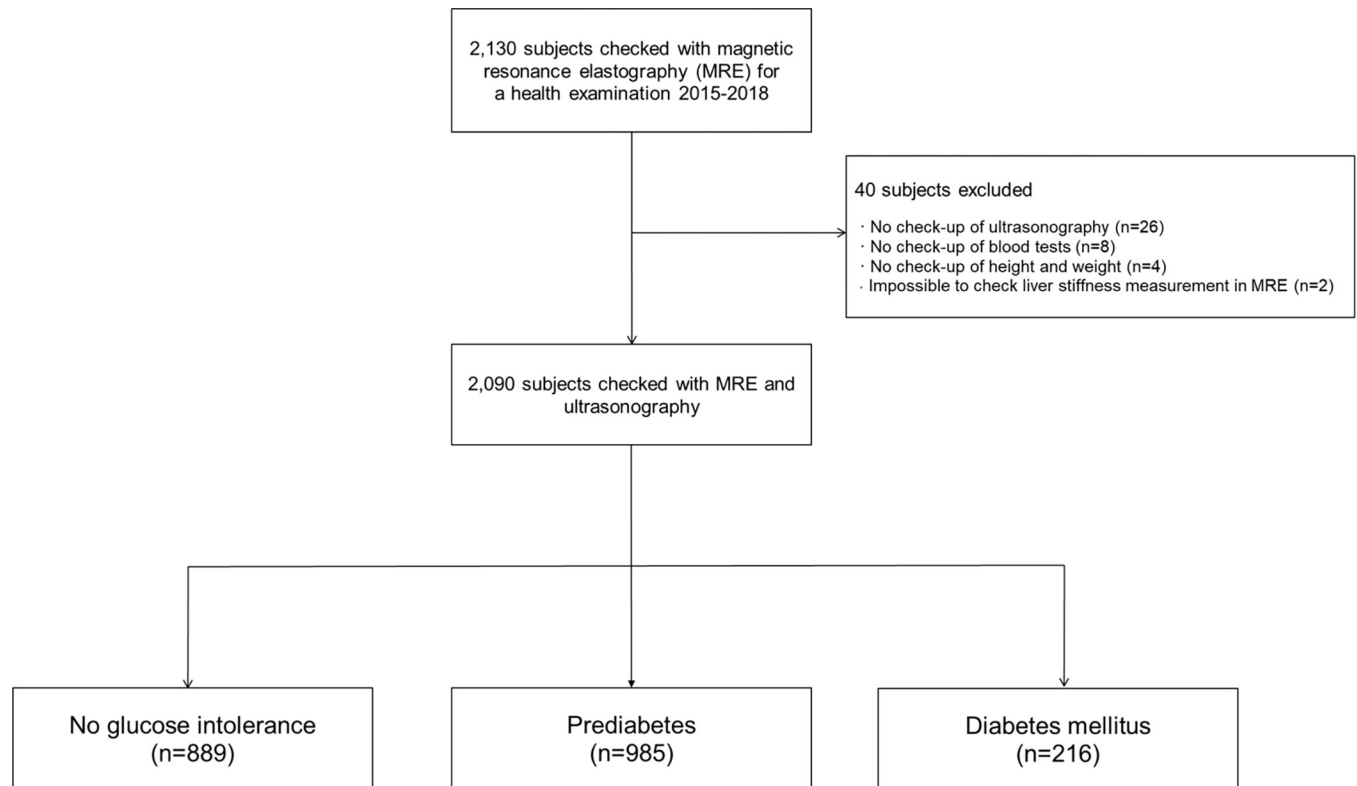 2,130 subjects checked with magnetic
resonance elastography (MRE) for
a health examination 2015-2018
40 subjects excluded
· No check-up of ultrasonography (n=26)
· No check-up of blood tests (n=8)
· No check-up of height and weight (n=4)
· Impossible to check liver stiffness measurement in MRE (n=2)
2,090 subjects checked with MRE and
ultrasonography
No glucose intolerance
(n=889)
Prediabetes
(n=985)
Diabetes mellitus
(n=216)